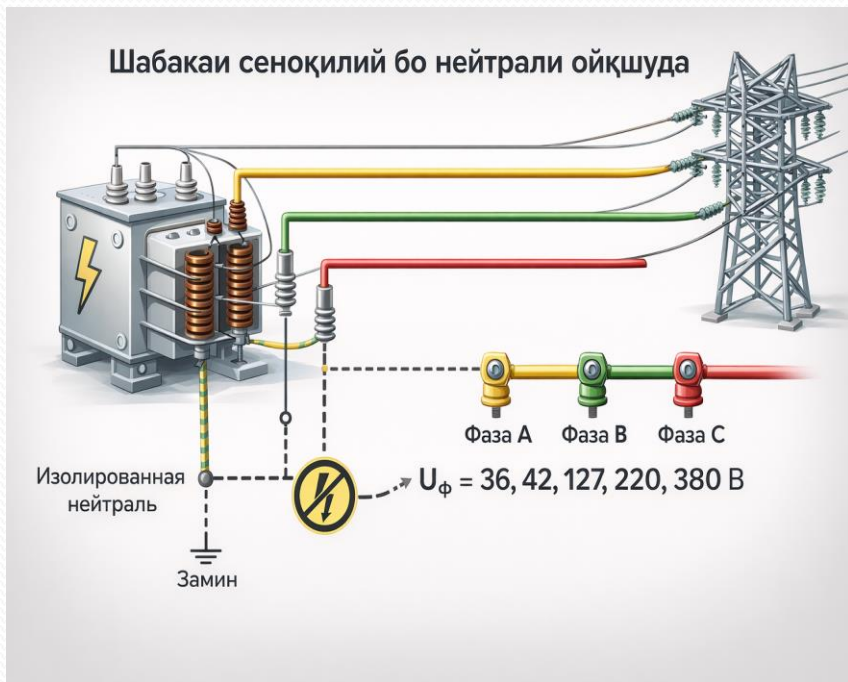 Шабакаи сеноқилий бо нейтрали ойқшуда
Фаза A
Фаза B
Фаза C
Изолированная
нейтраль
Uф = 36, 42, 127, 220, 380 В
Замин